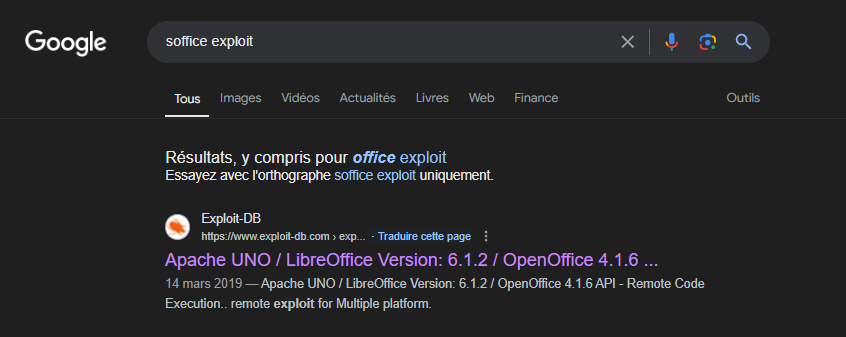 Google
soffice exploit
Tous Images Vidéos Actualités Livres Web Finance Outils
Résultats, y compris pour office exploit
Essayez avec l'orthographe soffice exploit uniquement.
Exploit-DB
https://www.exploit-db.com › exp... · Traduire cette page
Apache UNO / LibreOffice Version: 6.1.2 / OpenOffice 4.1.6 ...
14 mars 2019 — Apache UNO / LibreOffice Version: 6.1.2 / OpenOffice 4.1.6 API - Remote Code
Execution.. remote exploit for Multiple platform.